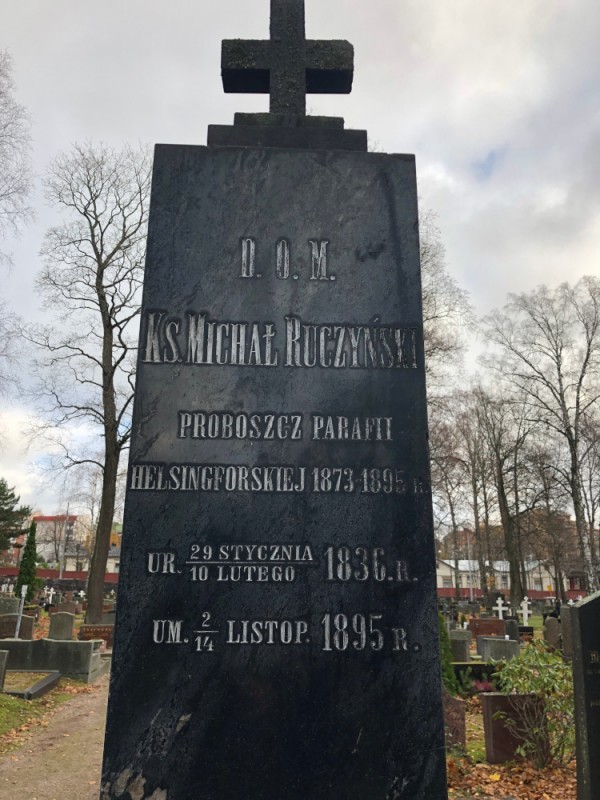 D. O. M.
Ks. Michał Ruczyński
PROBOSZCZ PARAFII
HELSINGFORSKIEJ 1873-1895 R.
UR. 29 STYCZNIA / 10 LUTEGO 1836. R.
UM. 2/14 LISTOP. 1895 R.